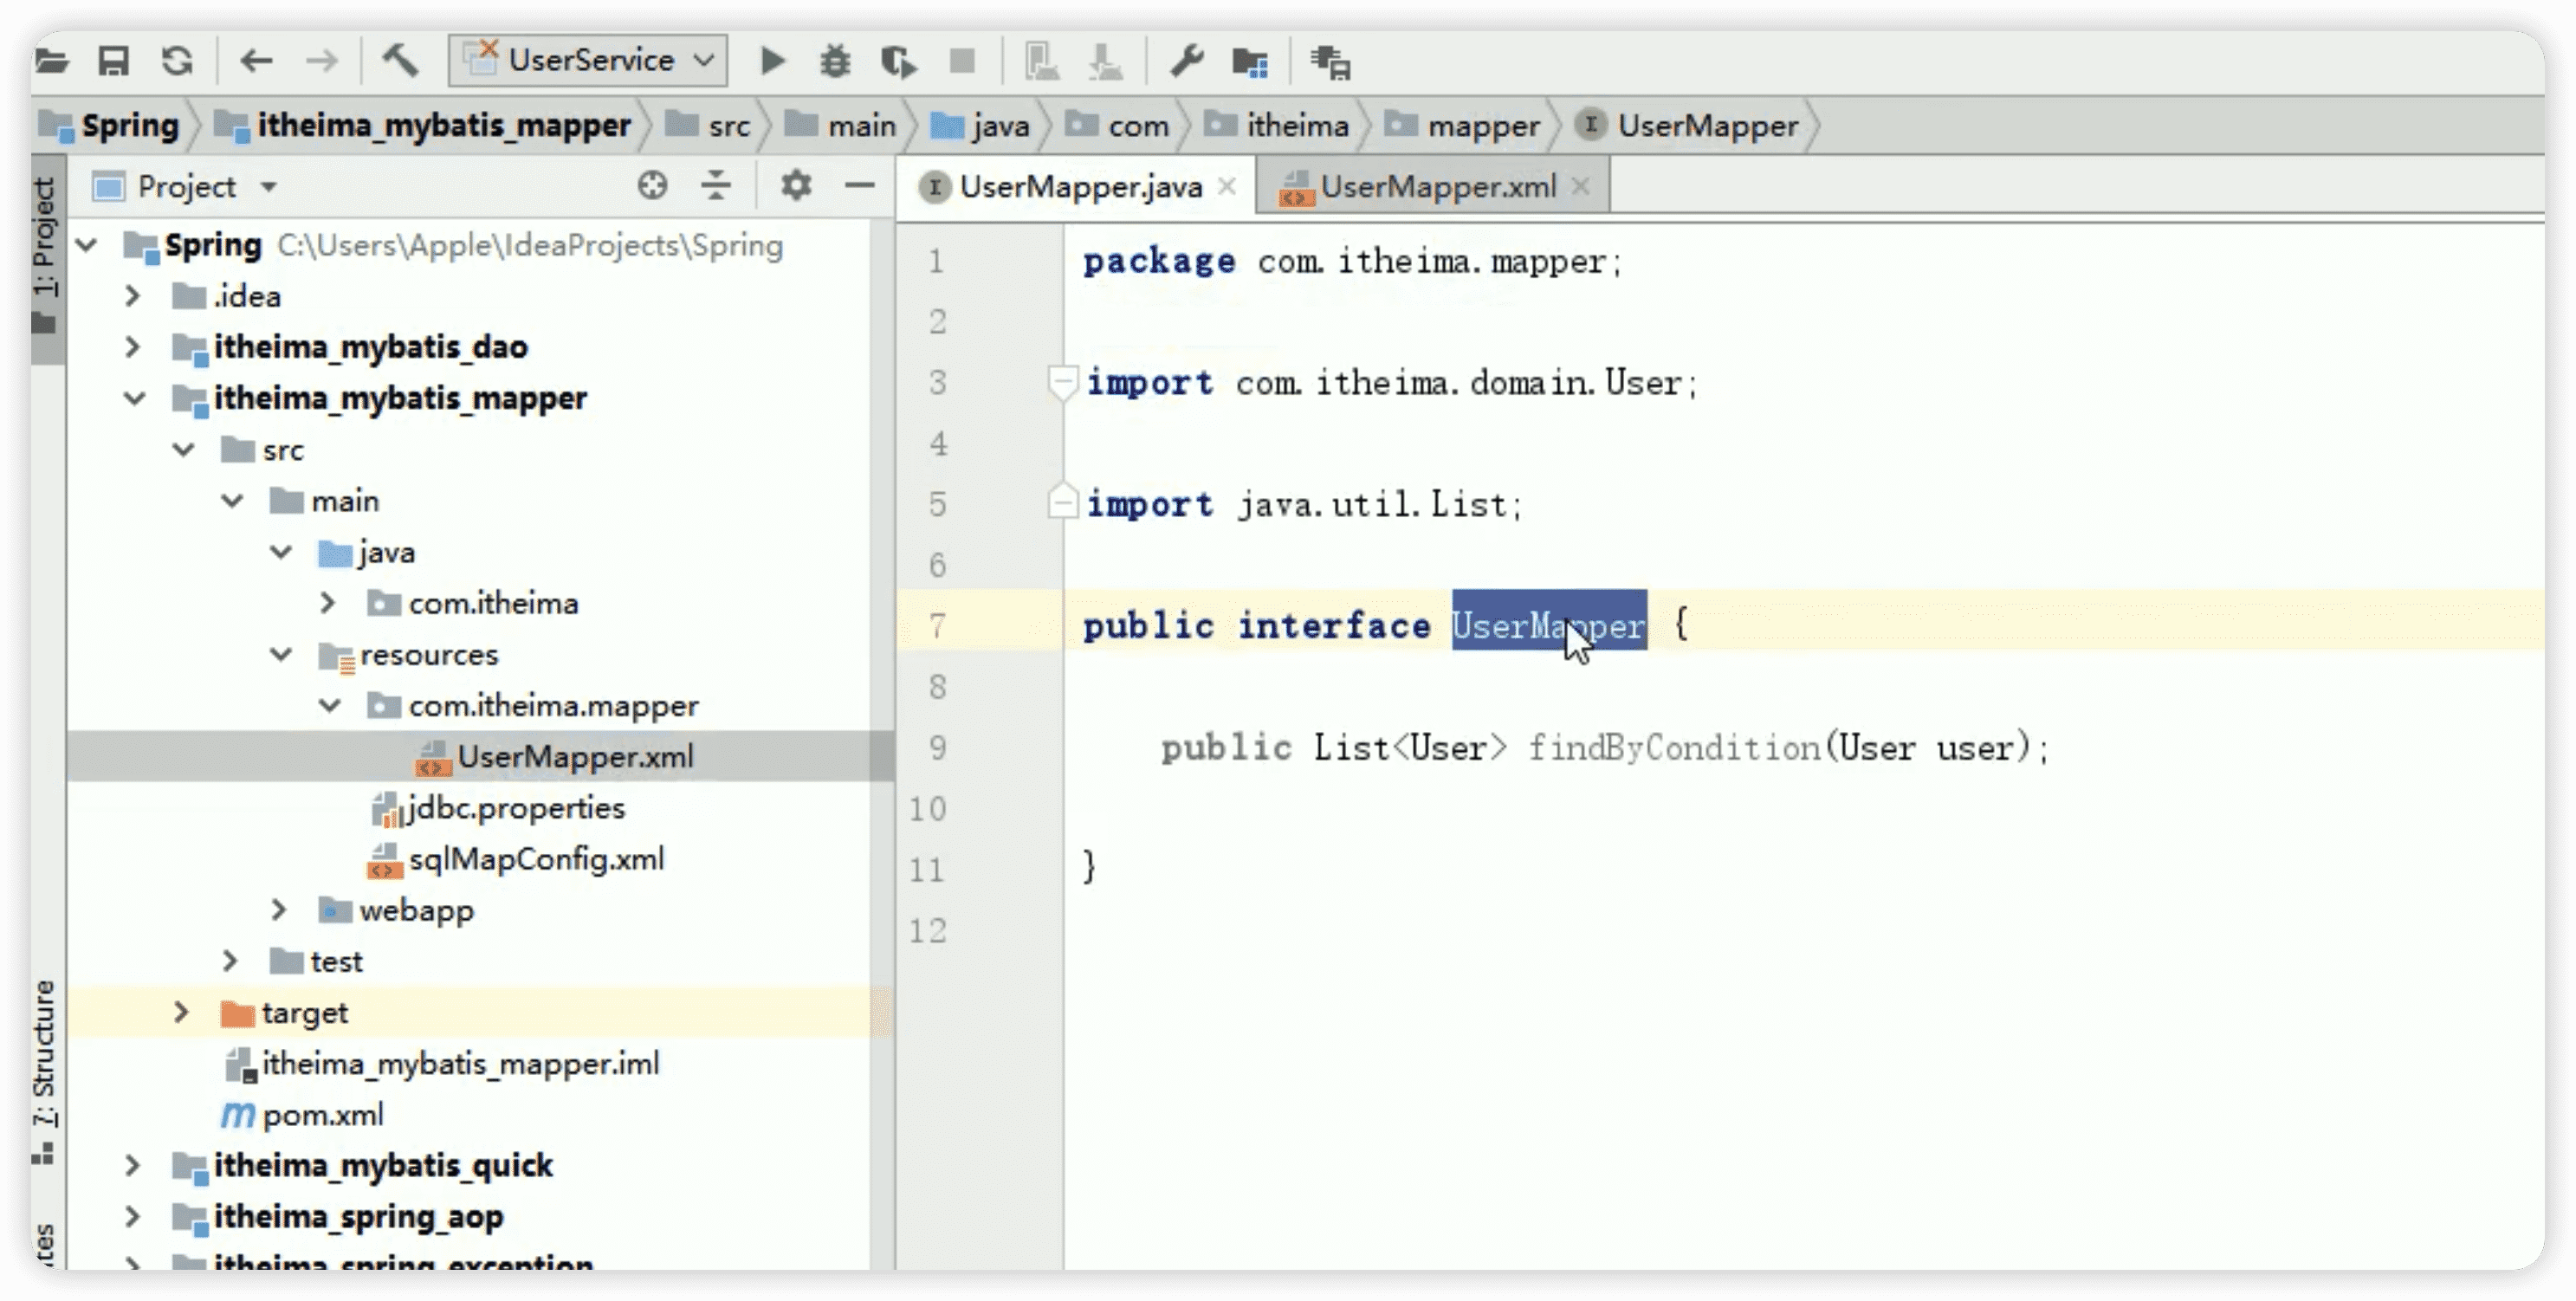 UserService
Spring itheima_mybatis_mapper src main java com itheima mapper UserMapper
1: Project
Project
Spring C:\Users\Apple\IdeaProjects\Spring
.idea
itheima_mybatis_dao
itheima_mybatis_mapper
src
main
java
com.itheima
resources
com.itheima.mapper
UserMapper.xml
jdbc.properties
sqlMapConfig.xml
webapp
test
target
itheima_mybatis_mapper.iml
pom.xml
itheima_mybatis_quick
itheima_spring_aop
itheima_spring_exception
7: Structure
UserMapper.java UserMapper.xml
1 package com.itheima.mapper;
2
3 import com.itheima.domain.User;
4
5 import java.util.List;
6
7 public interface UserMapper {
8
9 public List<User> findByCondition(User user);
10
11 }
12